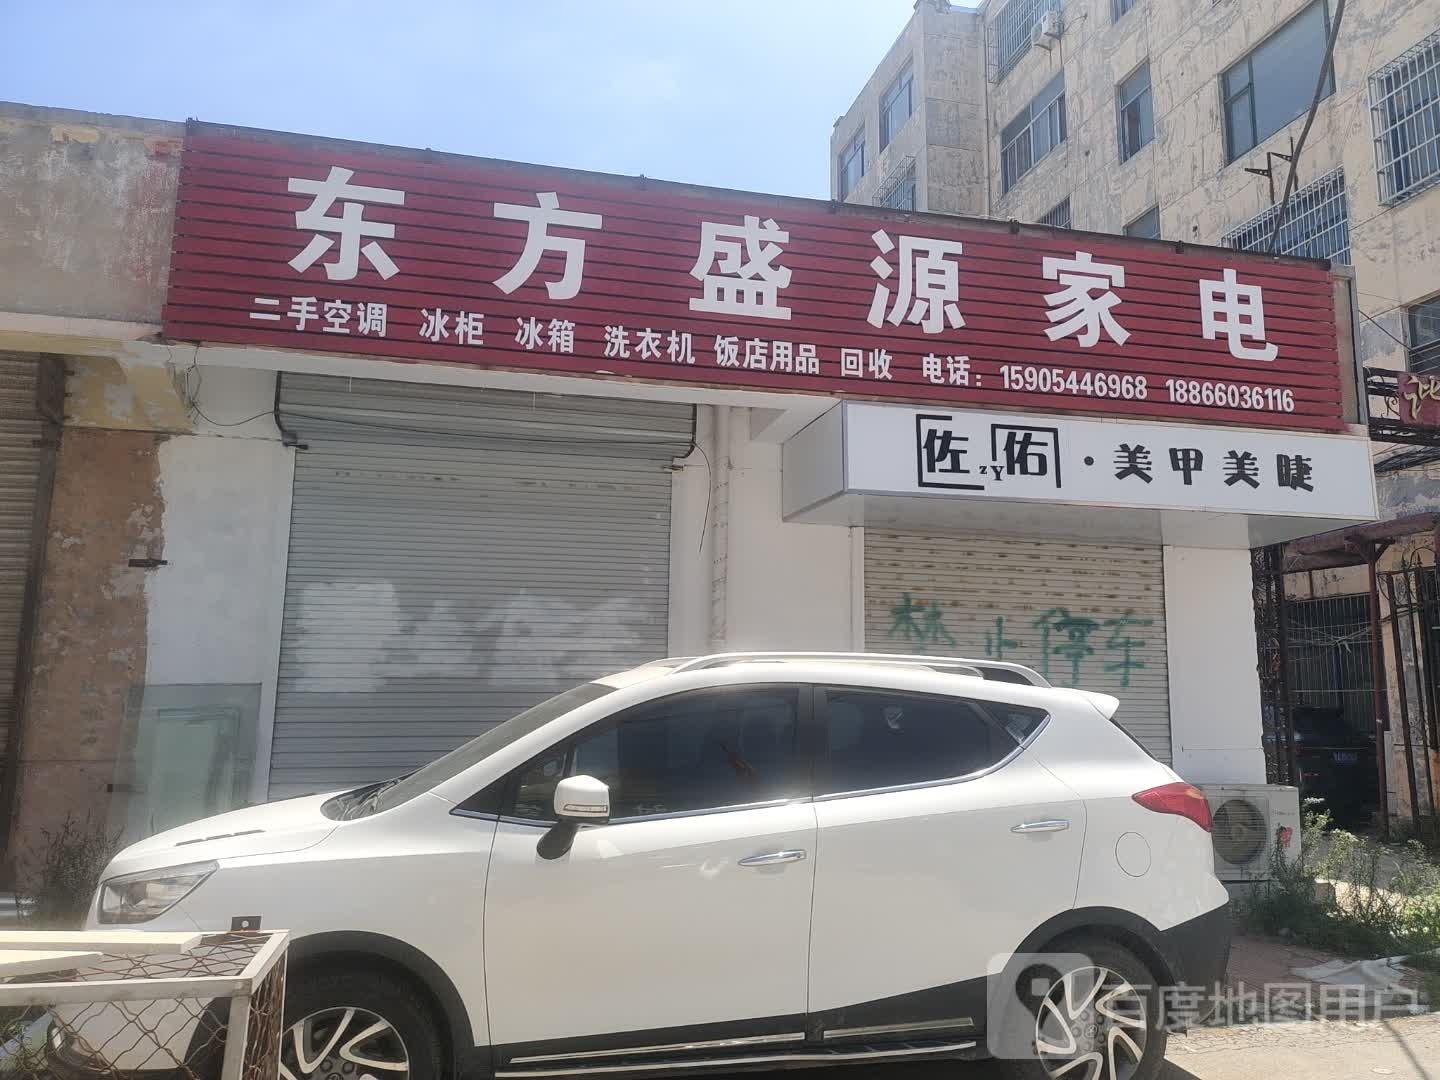 东方盛源家电
二手空调 冰柜 冰箱 洗衣机 饭店用品 回收 电话：15905446968 18866036116
佐佑·美甲美睫
ZY
禁止停车
百度地图用户